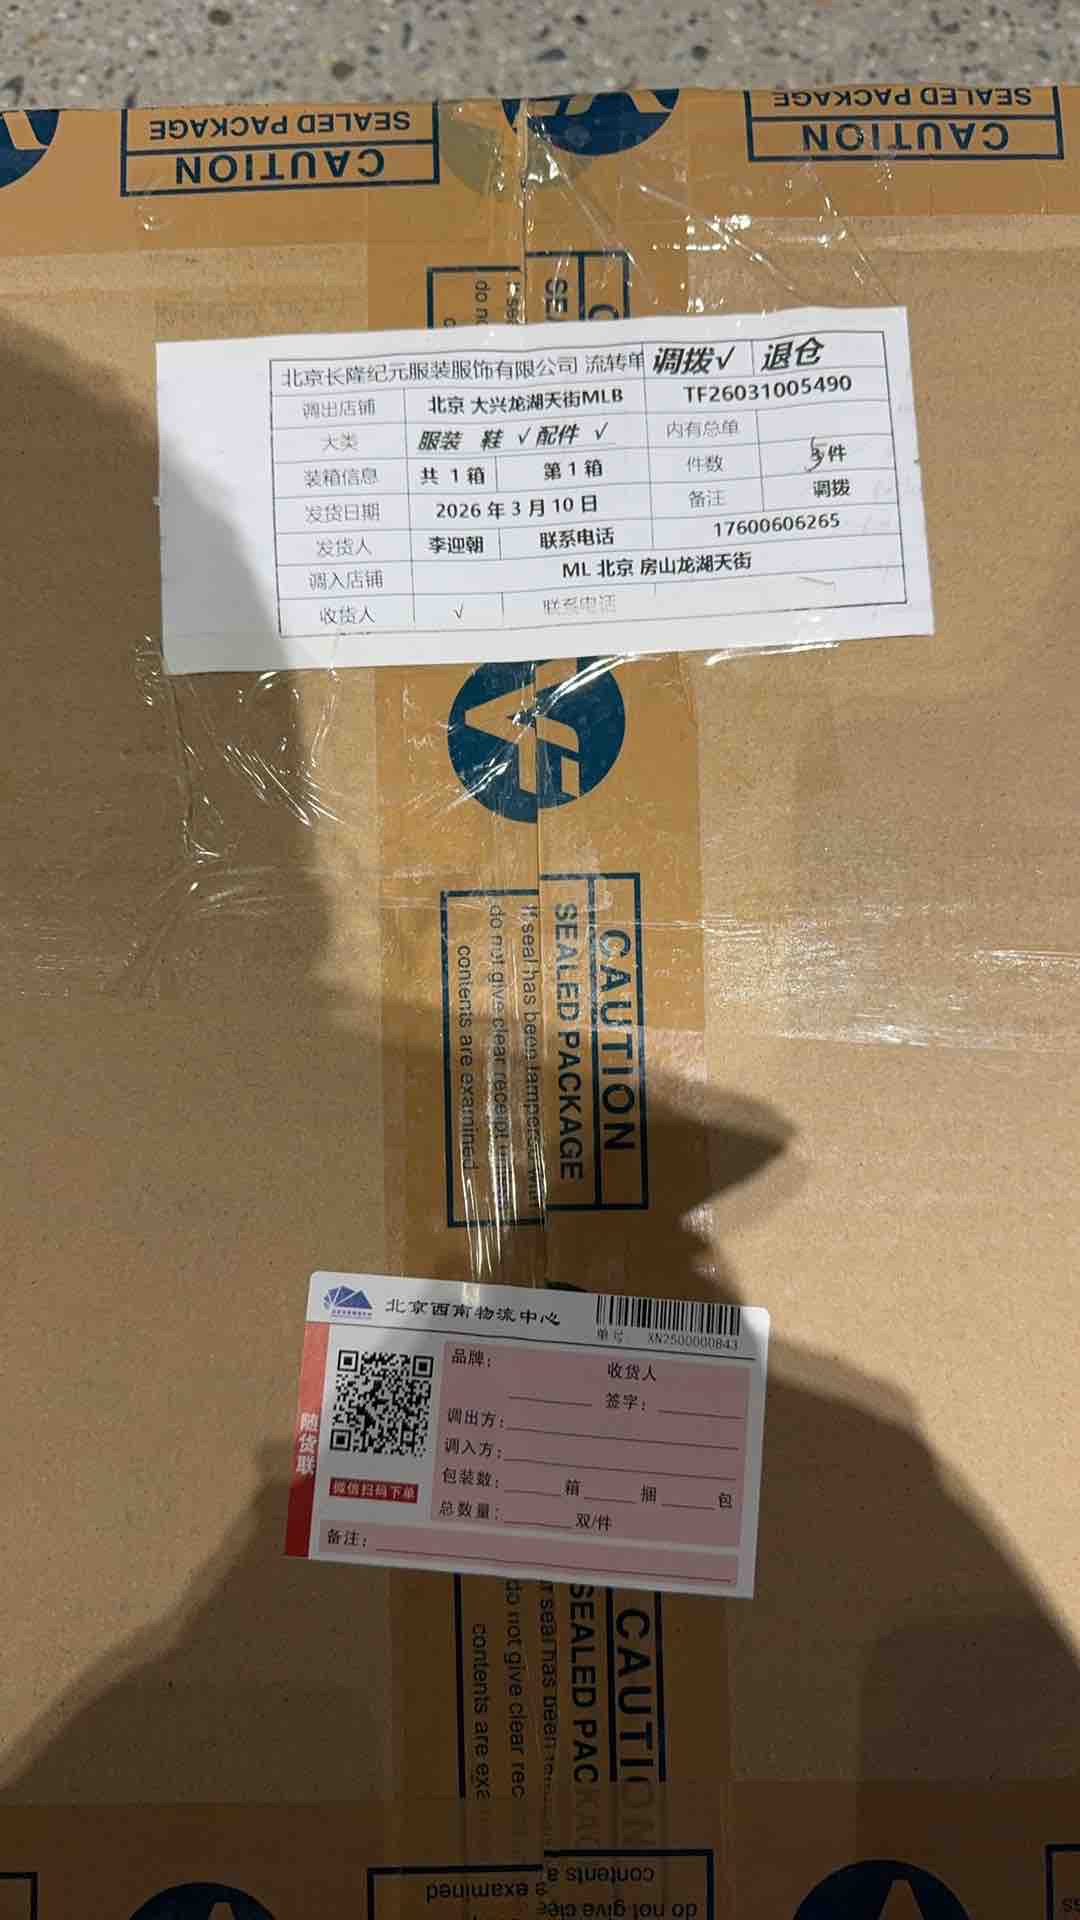 CAUTION
SEALED PACKAGE
CAUTION
SEALED PACKAGE
北京长隆纪元服装服饰有限公司 流转单 调拨√ 退仓
调出店铺 北京 大兴龙湖天街MLB TF26031005490
大类 服装 鞋 √配件 √ 内有总单
装箱信息 共 1 箱 第 1 箱 件数 件
发货日期 2026 年 3 月 10 日 备注 调拨
发货人 李迎朝 联系电话 17600606265
调入店铺 ML 北京 房山龙湖天街
收货人 √ 联系电话
CAUTION
SEALED PACKAGE
If seal has been tampered with
do not give clear receipt
contents are examined
北京西南物流中心
单号 XN2500000843
随货联
微信扫码下单
品牌: 收货人
签字:
调出方:
调入方:
包装数: 箱 捆 包
总数量: 双/件
备注:
CAUTION
SEALED PACKAGE
do not give clear rec
contents are exa
examined
contents a
do not give clea